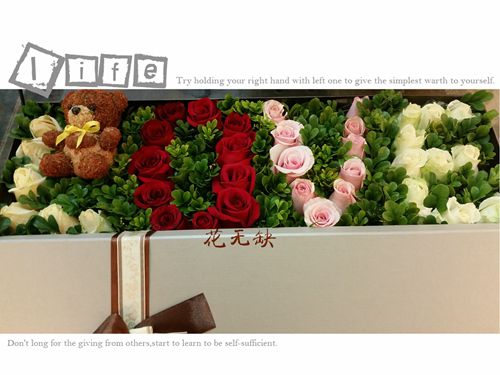 life
Try holding your right hand with left one to give the simplest warth to yourself.
花无缺
Don't long for the giving from others,start to learn to be self-sufficient.